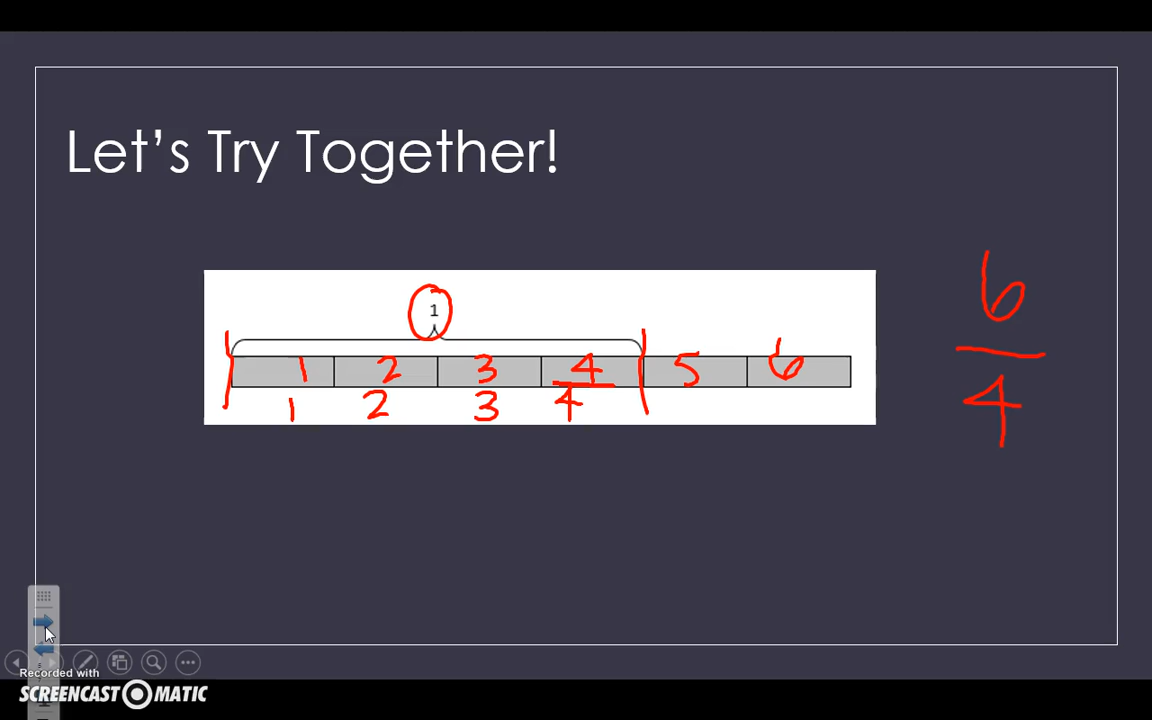 Let's Try Together!
1
1 2 3 4 5 6
1 2 3 4
6
4
Recorded with
SCREENCAST MATIC